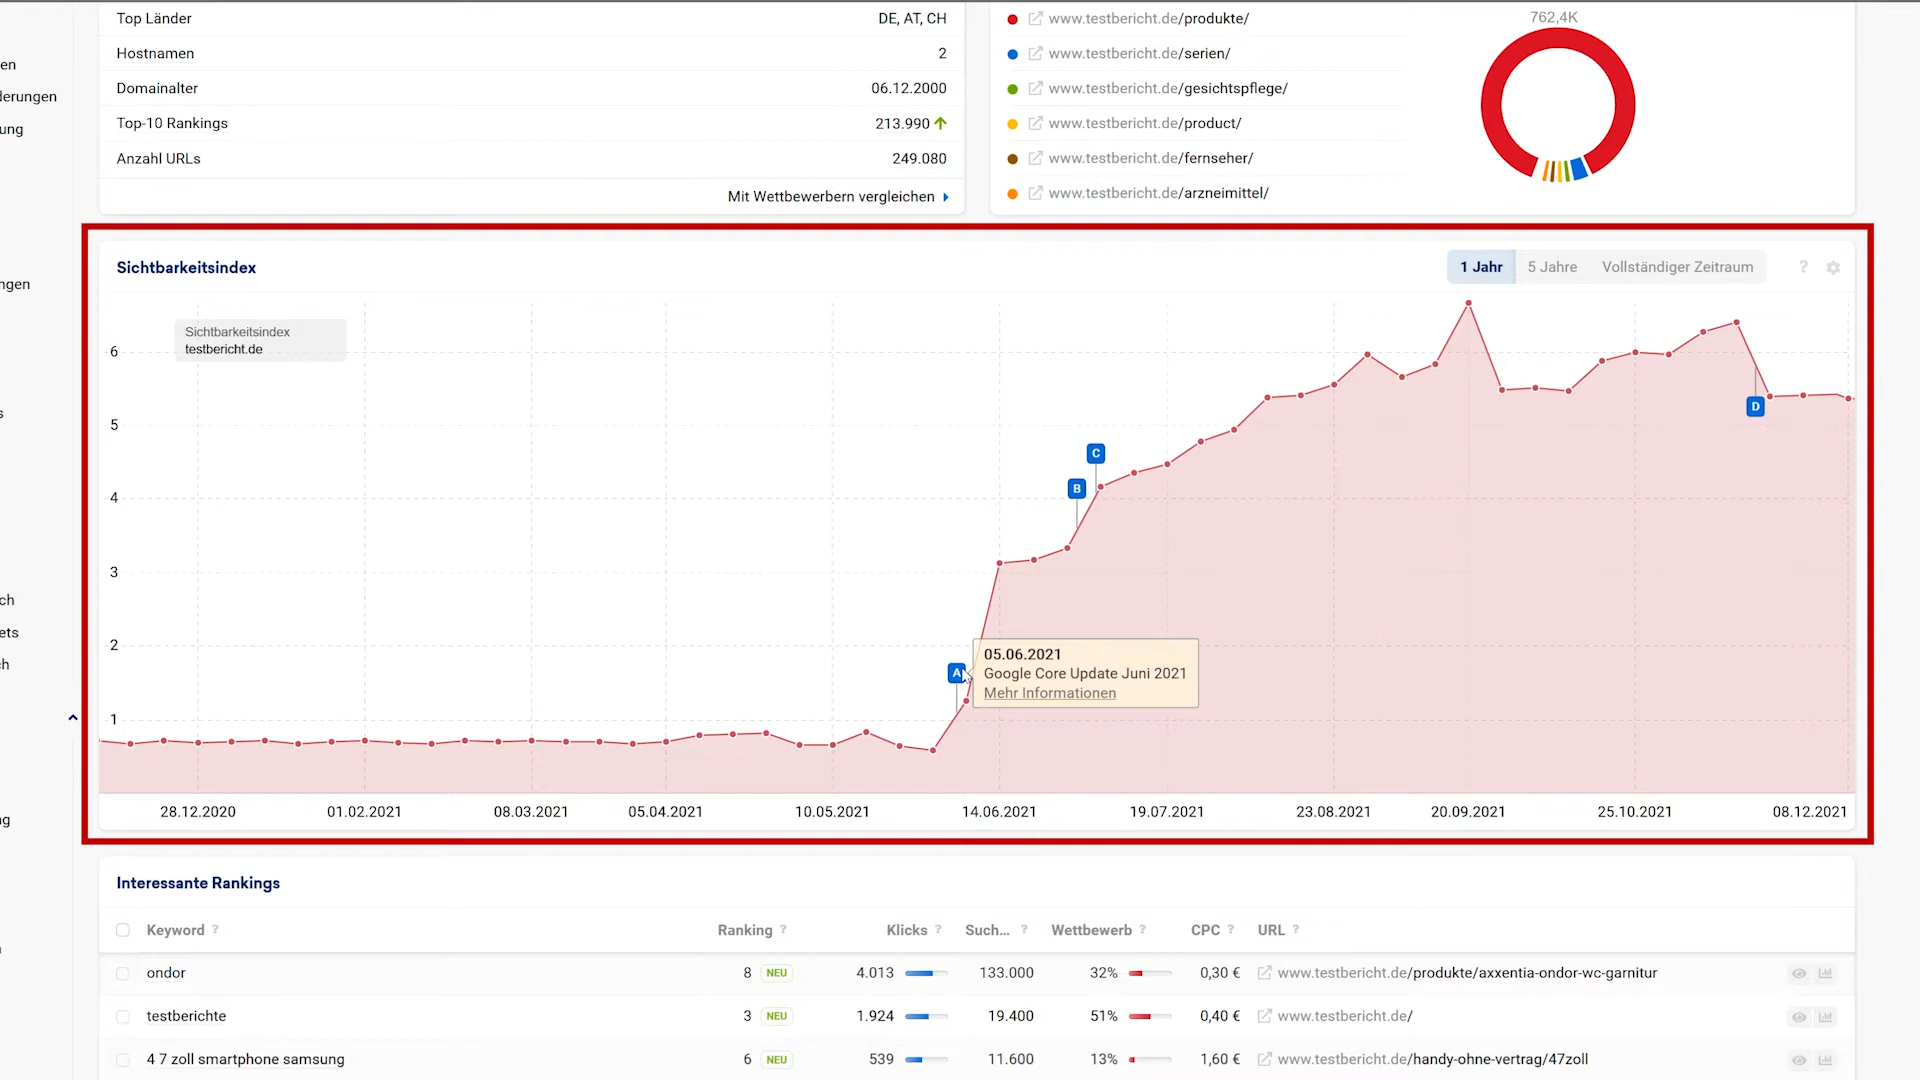 Top Länder DE, AT, CH
Hostnamen 2
Domainalter 06.12.2000
Top-10 Rankings 213.990
Anzahl URLs 249.080
Mit Wettbewerbern vergleichen
www.testbericht.de/produkte/
www.testbericht.de/serien/
www.testbericht.de/gesichtspflege/
www.testbericht.de/product/
www.testbericht.de/fernseher/
www.testbericht.de/arzneimittel/
762,4K
en
derungen
ung
ngen
s
ch
ets
ch
ng
Sichtbarkeitsindex
1 Jahr 5 Jahre Vollständiger Zeitraum ?
Sichtbarkeitsindex
testbericht.de
6
5
4
3
2
1
A
B
C
D
05.06.2021
Google Core Update Juni 2021
Mehr Informationen
28.12.2020 01.02.2021 08.03.2021 05.04.2021 10.05.2021 14.06.2021 19.07.2021 23.08.2021 20.09.2021 25.10.2021 08.12.2021
Interessante Rankings
Keyword ? Ranking ? Klicks ? Such... ? Wettbewerb ? CPC ? URL ?
ondor 8 NEU 4.013 133.000 32% 0,30 € www.testbericht.de/produkte/axxentia-ondor-wc-garnitur
testberichte 3 NEU 1.924 19.400 51% 0,40 € www.testbericht.de/
4 7 zoll smartphone samsung 6 NEU 539 11.600 13% 1,60 € www.testbericht.de/handy-ohne-vertrag/47zoll